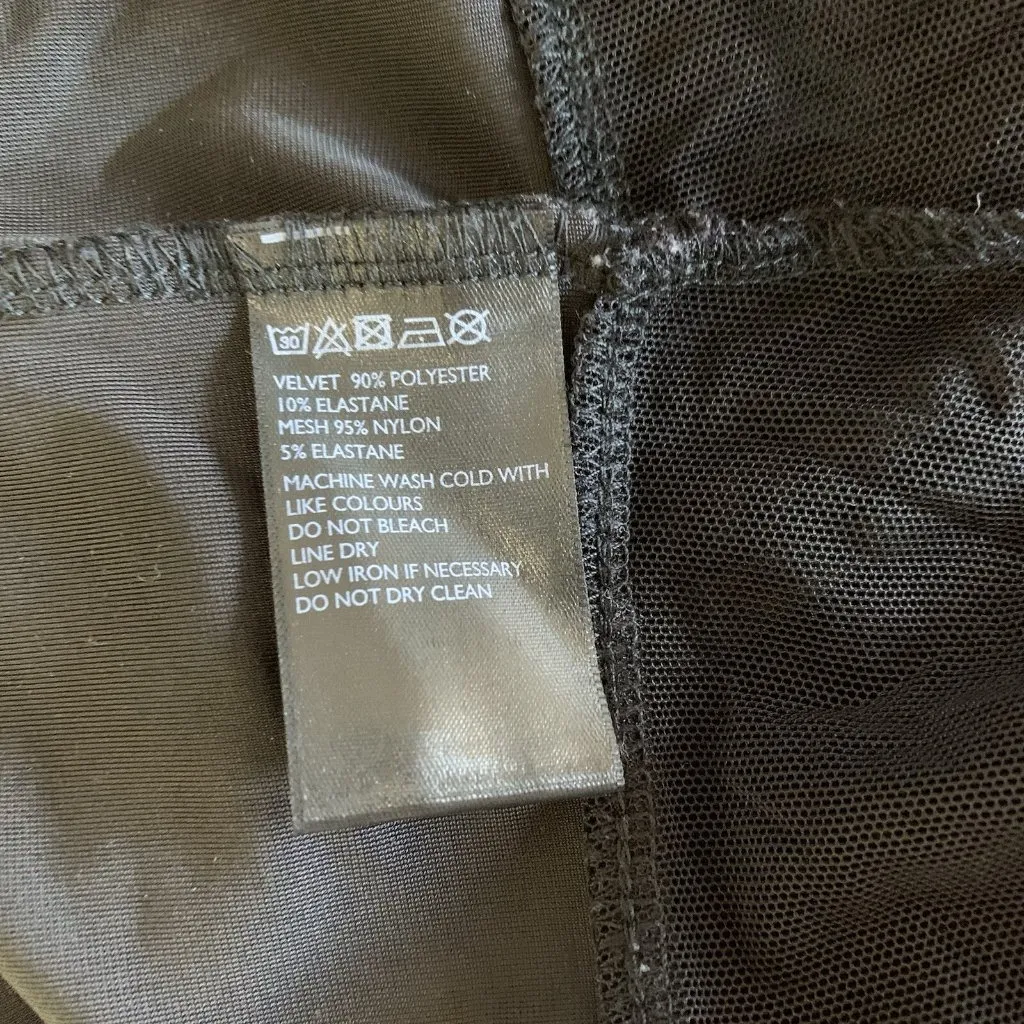 30
VELVET 90% POLYESTER
10% ELASTANE
MESH 95% NYLON
5% ELASTANE
MACHINE WASH COLD WITH
LIKE COLOURS
DO NOT BLEACH
LINE DRY
LOW IRON IF NECESSARY
DO NOT DRY CLEAN